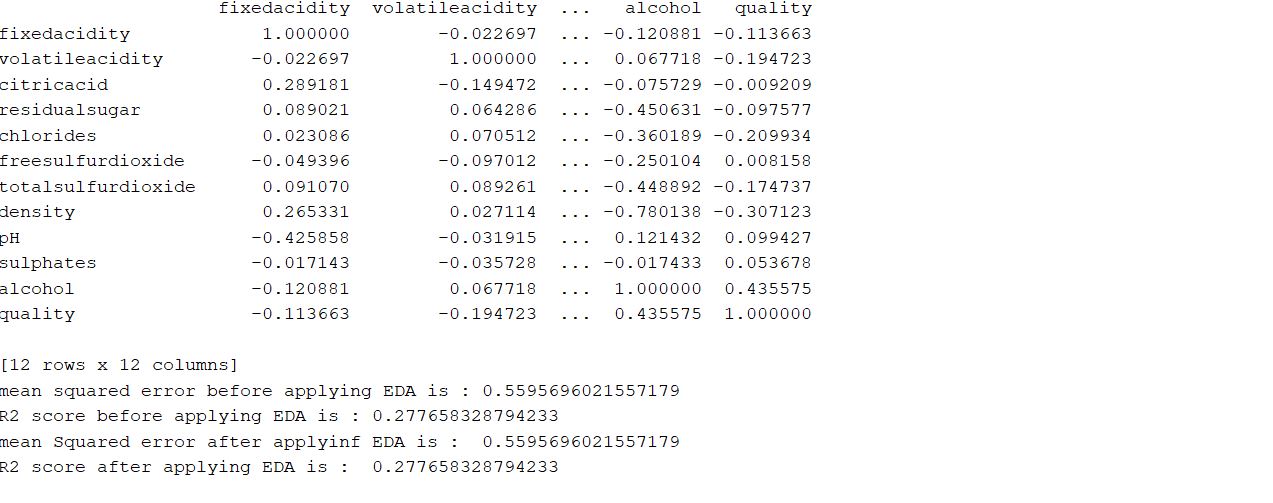 fixedacidity volatileacidity ... alcohol quality
fixedacidity 1.000000 -0.022697 ... -0.120881 -0.113663
volatileacidity -0.022697 1.000000 ... 0.067718 -0.194723
citricacid 0.289181 -0.149472 ... -0.075729 -0.009209
residualsugar 0.089021 0.064286 ... -0.450631 -0.097577
chlorides 0.023086 0.070512 ... -0.360189 -0.209934
freesulfurdioxide -0.049396 -0.097012 ... -0.250104 0.008158
totalsulfurdioxide 0.091070 0.089261 ... -0.448892 -0.174737
density 0.265331 0.027114 ... -0.780138 -0.307123
pH -0.425858 -0.031915 ... 0.121432 0.099427
sulphates -0.017143 -0.035728 ... -0.017433 0.053678
alcohol -0.120881 0.067718 ... 1.000000 0.435575
quality -0.113663 -0.194723 ... 0.435575 1.000000
[12 rows x 12 columns]
mean squared error before applying EDA is : 0.5595696021557179
R2 score before applying EDA is : 0.277658328794233
mean Squared error after applyinf EDA is :  0.5595696021557179
R2 score after applying EDA is :  0.277658328794233